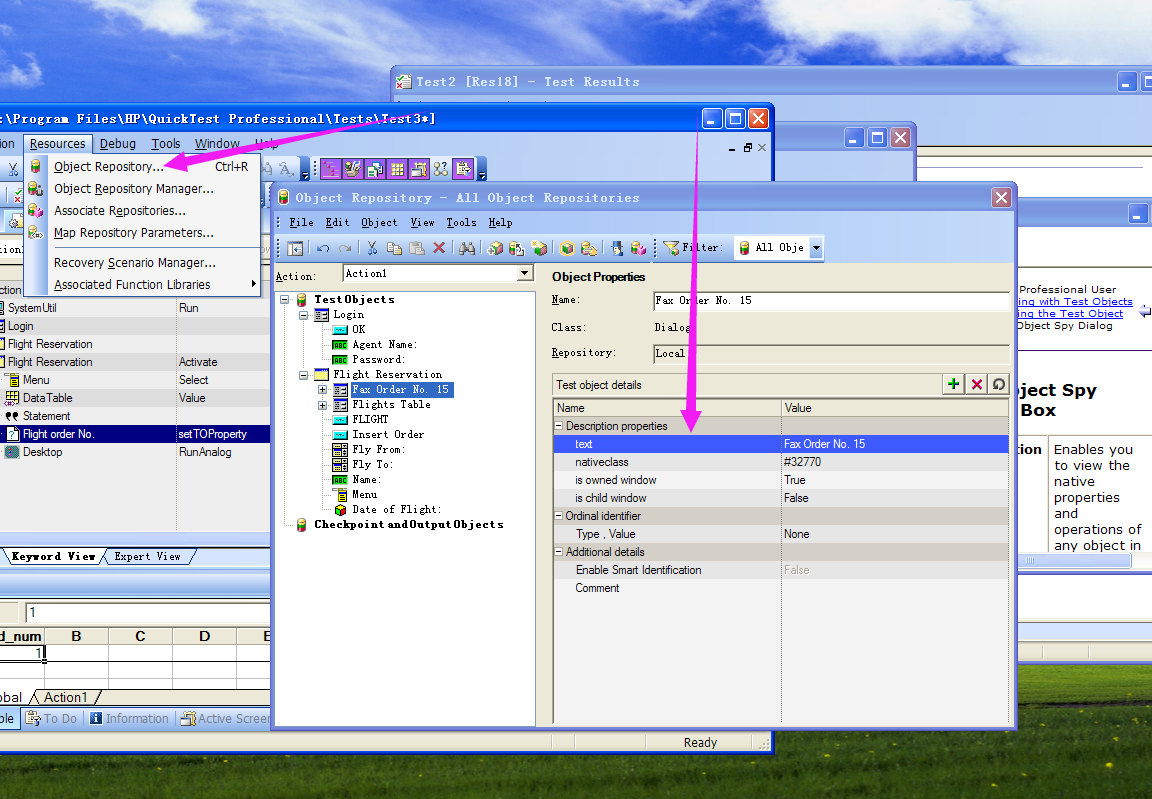 Test2 [Res18] - Test Results
:\Program Files\HP\QuickTest Professional\Tests\Test3*]
ion Resources Debug Tools Window Help
Object Repository... Ctrl+R
Object Repository Manager...
Associate Repositories...
Map Repository Parameters...
Recovery Scenario Manager...
Associated Function Libraries
Object Repository - All Object Repositories
File Edit Object View Tools Help
Filter: All Obje
Action: Action1
TestObjects
Login
OK
Agent Name:
Password:
Flight Reservation
Fax Order No. 15
Flights Table
FLIGHT
Insert Order
Fly From:
Fly To:
Name:
Menu
Date of Flight:
CheckpointandOutputObjects
Object Properties
Name: Fax Order No. 15
Class: Dialog
Repository: Local
Test object details
Name Value
Description properties
text Fax Order No. 15
nativeclass #32770
is owned window True
is child window False
Ordinal identifier
Type , Value None
Additional details
Enable Smart Identification False
Comment
SystemUtil Run
Login
Flight Reservation
Flight Reservation Activate
Menu Select
DataTable Value
Statement
Flight order No. setTOProperty
Desktop RunAnalog
Keyword View Expert View
1
d_num B C D E
1
obal Action1
ble To Do Information Active Screen
Ready
Professional User
ing with Test Objects
ing the Test Object
Object Spy Dialog
ject Spy
Box
tion Enables you
to view the
native
properties
and
operations of
any object in